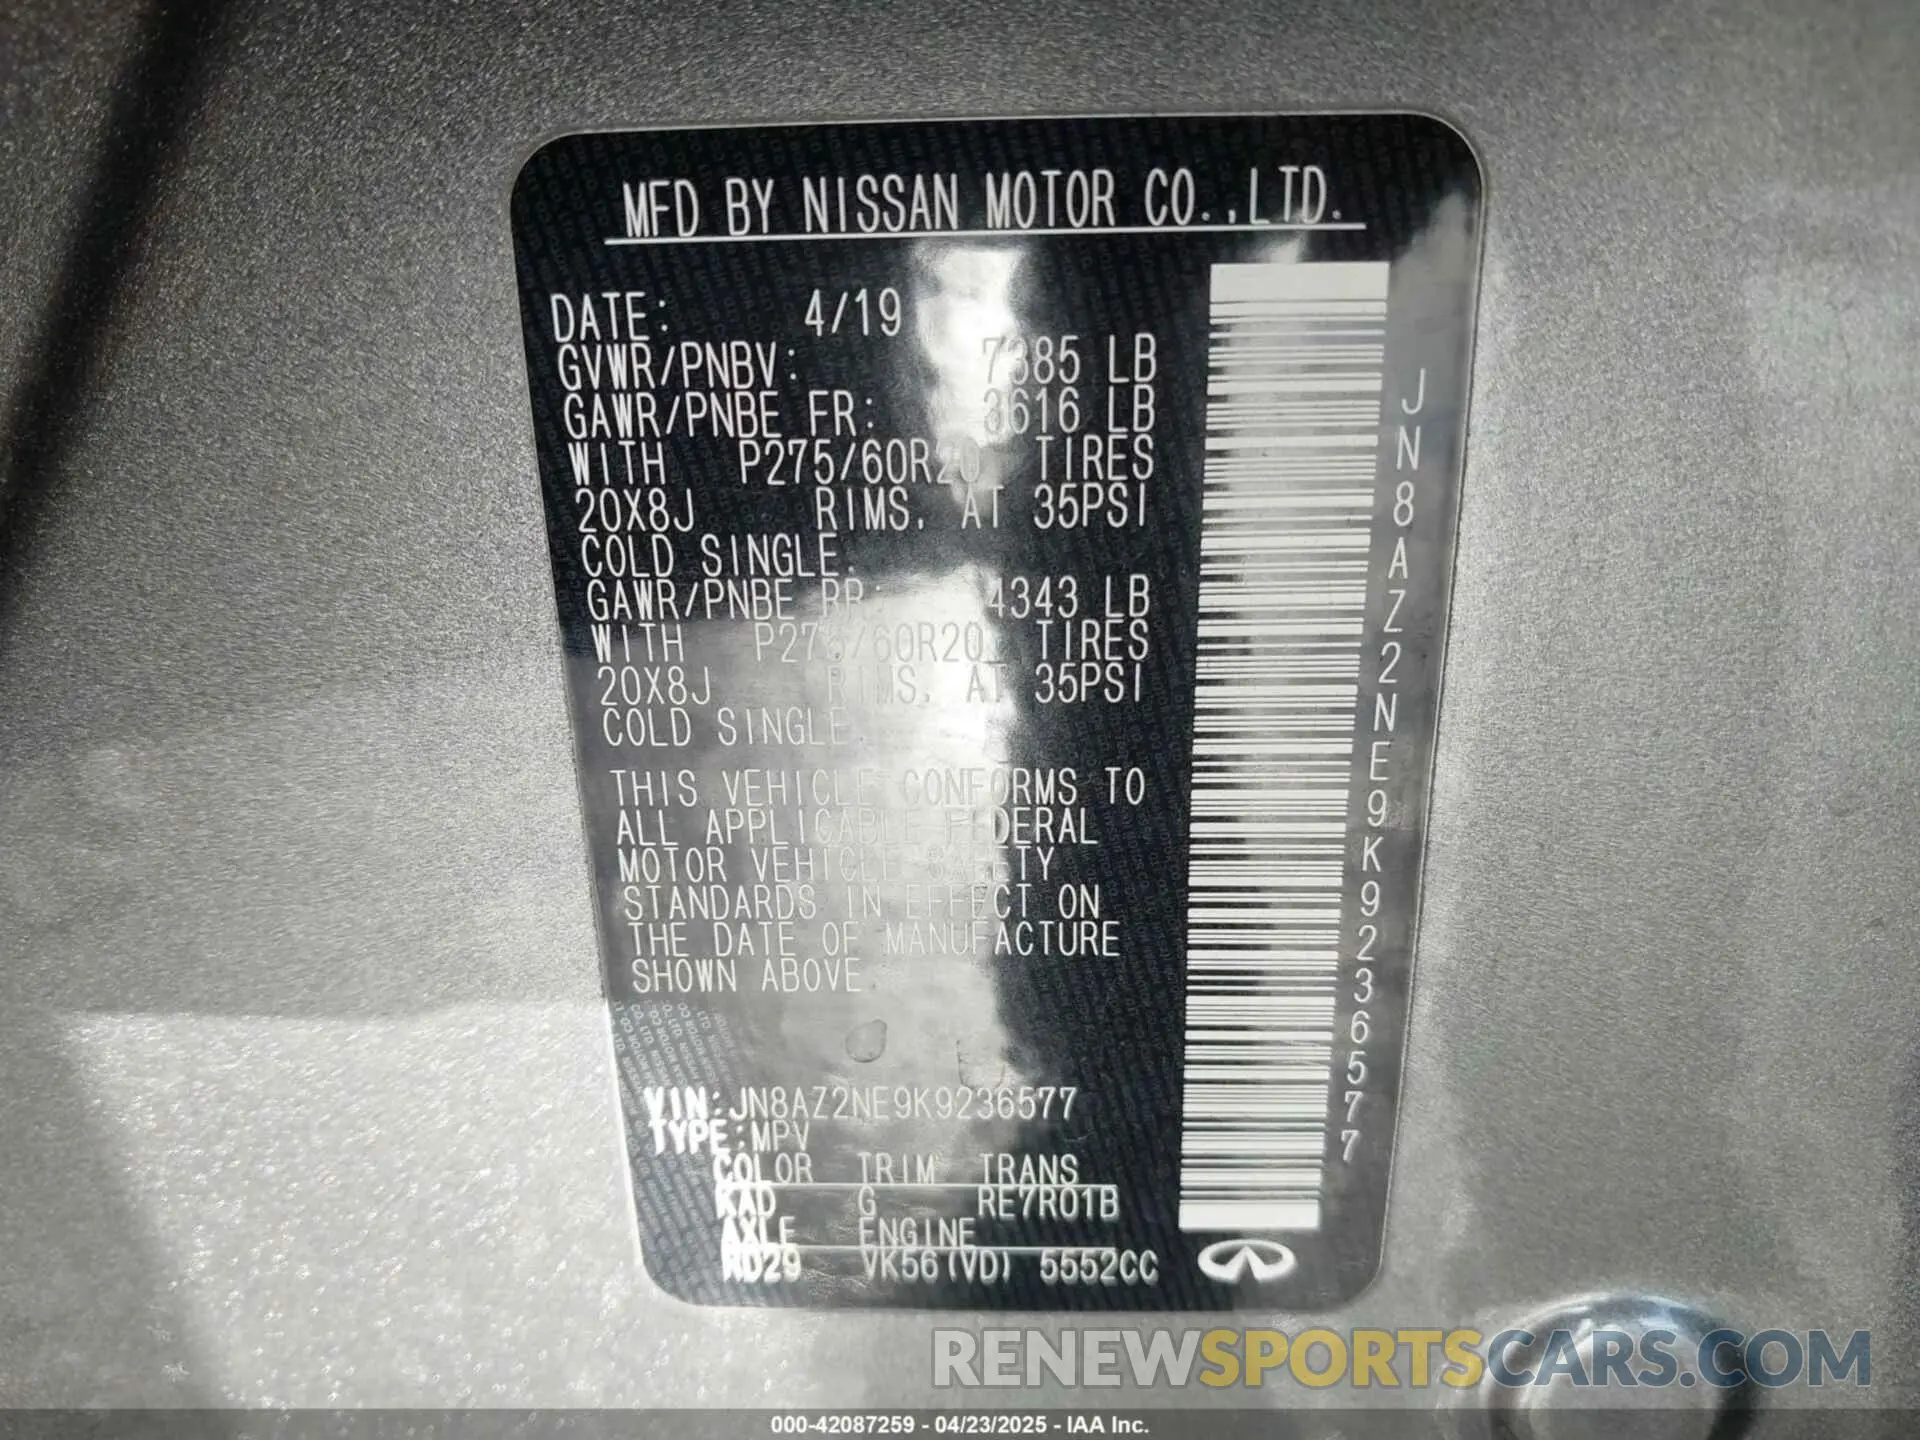 MFD BY NISSAN MOTOR CO.,LTD.
DATE: 4/19
GVWR/PNBV: 7385 LB
GAWR/PNBE FR: 3616 LB
WITH P275/60R20 TIRES
20X8J RIMS, AT 35PSI
COLD SINGLE.
GAWR/PNBE RR: 4343 LB
WITH P275/60R20 TIRES
20X8J RIMS, AT 35PSI
COLD SINGLE
THIS VEHICLE CONFORMS TO
ALL APPLICABLE FEDERAL
MOTOR VEHICLE SAFETY
STANDARDS IN EFFECT ON
THE DATE OF MANUFACTURE
SHOWN ABOVE
VIN:JN8AZ2NE9K9236577
TYPE:MPV
COLOR TRIM TRANS
KAD G RE7R01B
AXLE ENGINE
RD29 VK56(VD) 5552CC
JN8AZ2NE9K9236577
RENEWSPORTSCARS.COM
000-42087259 - 04/23/2025 - IAA Inc.